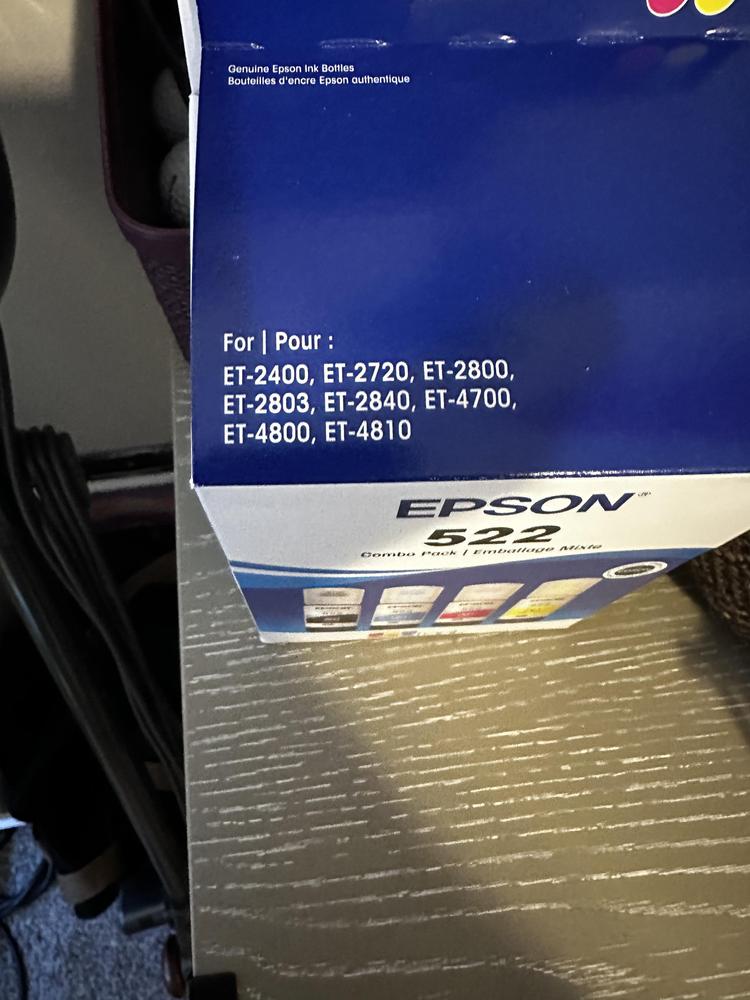 Genuine Epson Ink Bottles
Bouteilles d'encre Epson authentique
For | Pour :
ET-2400, ET-2720, ET-2800,
ET-2803, ET-2840, ET-4700,
ET-4800, ET-4810
EPSON®
522
Combo Pack | Emballage Mixte